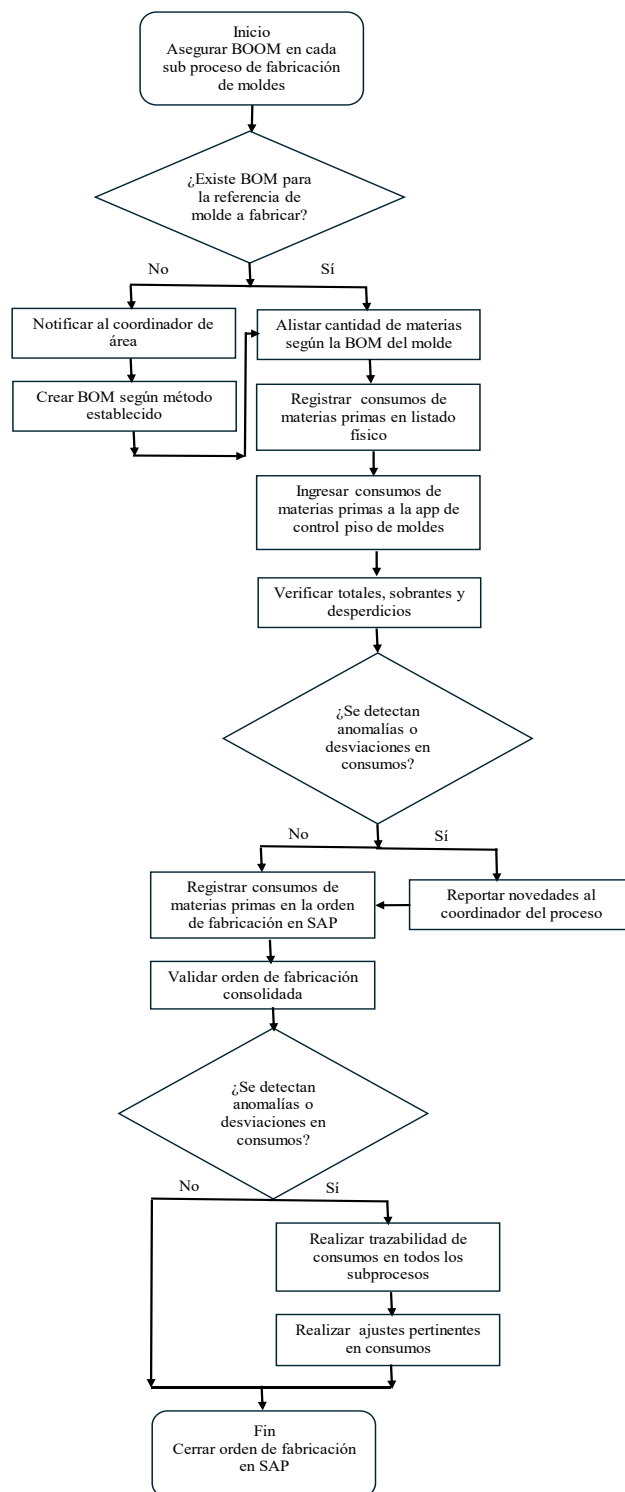 Inicio
Asegurar BOOM en cada
sub proceso de fabricación
de moldes
¿Existe BOM para
la referencia de
molde a fabricar?
No
Sí
Notificar al coordinador de
área
Crear BOM según método
establecido
Alistar cantidad de materias
según la BOM del molde
Registrar consumos de
materias primas en listado
físico
Ingresar consumos de
materias primas a la app de
control piso de moldes
Verificar totales, sobrantes y
desperdicios
¿Se detectan
anomalías o
desviaciones en
consumos?
No
Sí
Registrar consumos de
materias primas en la orden
de fabricación en SAP
Reportar novedades al
coordinador del proceso
Validar orden de fabricación
consolidada
¿Se detectan
anomalías o
desviaciones en
consumos?
No
Sí
Realizar trazabilidad de
consumos en todos los
subprocesos
Realizar ajustes pertinentes
en consumos
Fin
Cerrar orden de fabricación
en SAP